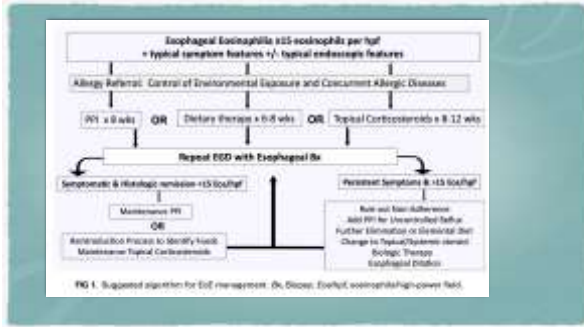 Esophageal Eosinophilia ≥15 eosinophils per hpf
+ typical symptom features +/- typical endoscopic features
Allergy Referral: Control of Environmental Exposure and Concurrent Allergic Diseases
PPI x 8 wks OR Dietary therapy x 6-8 wks OR Topical Corticosteroids x 8-12 wks
Repeat EGD with Esophageal Bx
Symptomatic & Histologic remission <15 Eos/hpf
Maintenance PPI
OR
Reintroduction Process to Identify Foods
Maintenance Topical Corticosteroids
Persistent Symptoms & >15 Eos/hpf
Rule out Non-Adherence
Add PPI for Uncontrolled Reflux
Further Elimination or Elemental Diet
Change to Topical/Systemic steroid
Biologic Therapy
Esophageal Dilation
FIG 1. Suggested algorithm for EoE management. Bx, Biopsy; Eos/hpf, eosinophils/high-power field.